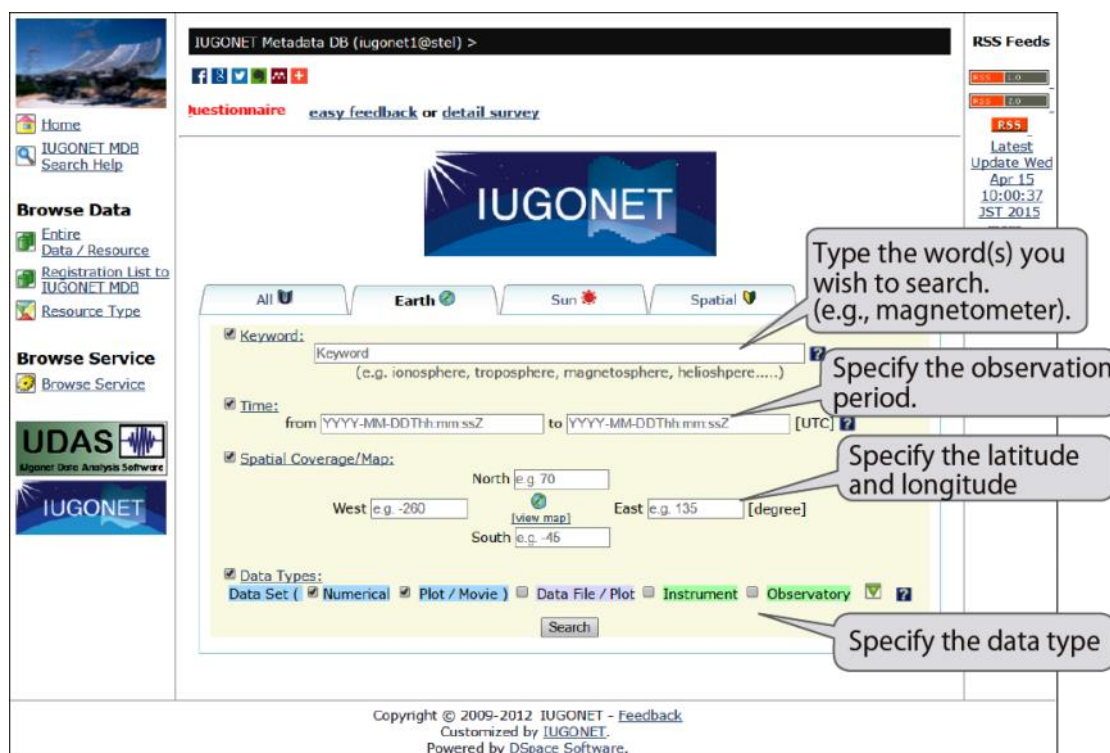 IUGONET Metadata DB (iugonet1@stel) >
uestionnaire easy feedback or detail survey
Home
IUGONET MDB
Search Help
Browse Data
Entire
Data / Resource
Registration List to
IUGONET MDB
Resource Type
Browse Service
Browse Service
UDAS
Iugonet Data Analysis Software
IUGONET
IUGONET
All Earth Sun Spatial
Keyword:
Keyword
(e.g. ionosphere, troposphere, magnetosphere, helioshpere.....)
Time:
from YYYY-MM-DDThh:mm:ssZ to YYYY-MM-DDThh:mm:ssZ [UTC]
Spatial Coverage/Map:
North e.g. 70
West e.g. -260 [view map] East e.g. 135 [degree]
South e.g. -45
Data Types:
Data Set ( Numerical Plot / Movie ) Data File / Plot Instrument Observatory
Search
Type the word(s) you
wish to search.
(e.g., magnetometer).
Specify the observation
period.
Specify the latitude
and longitude
Specify the data type
RSS Feeds
RSS 1.0
RSS 2.0
RSS
Latest
Update Wed
Apr 15
10:00:37
JST 2015
Copyright © 2009-2012 IUGONET - Feedback
Customized by IUGONET.
Powered by DSpace Software.